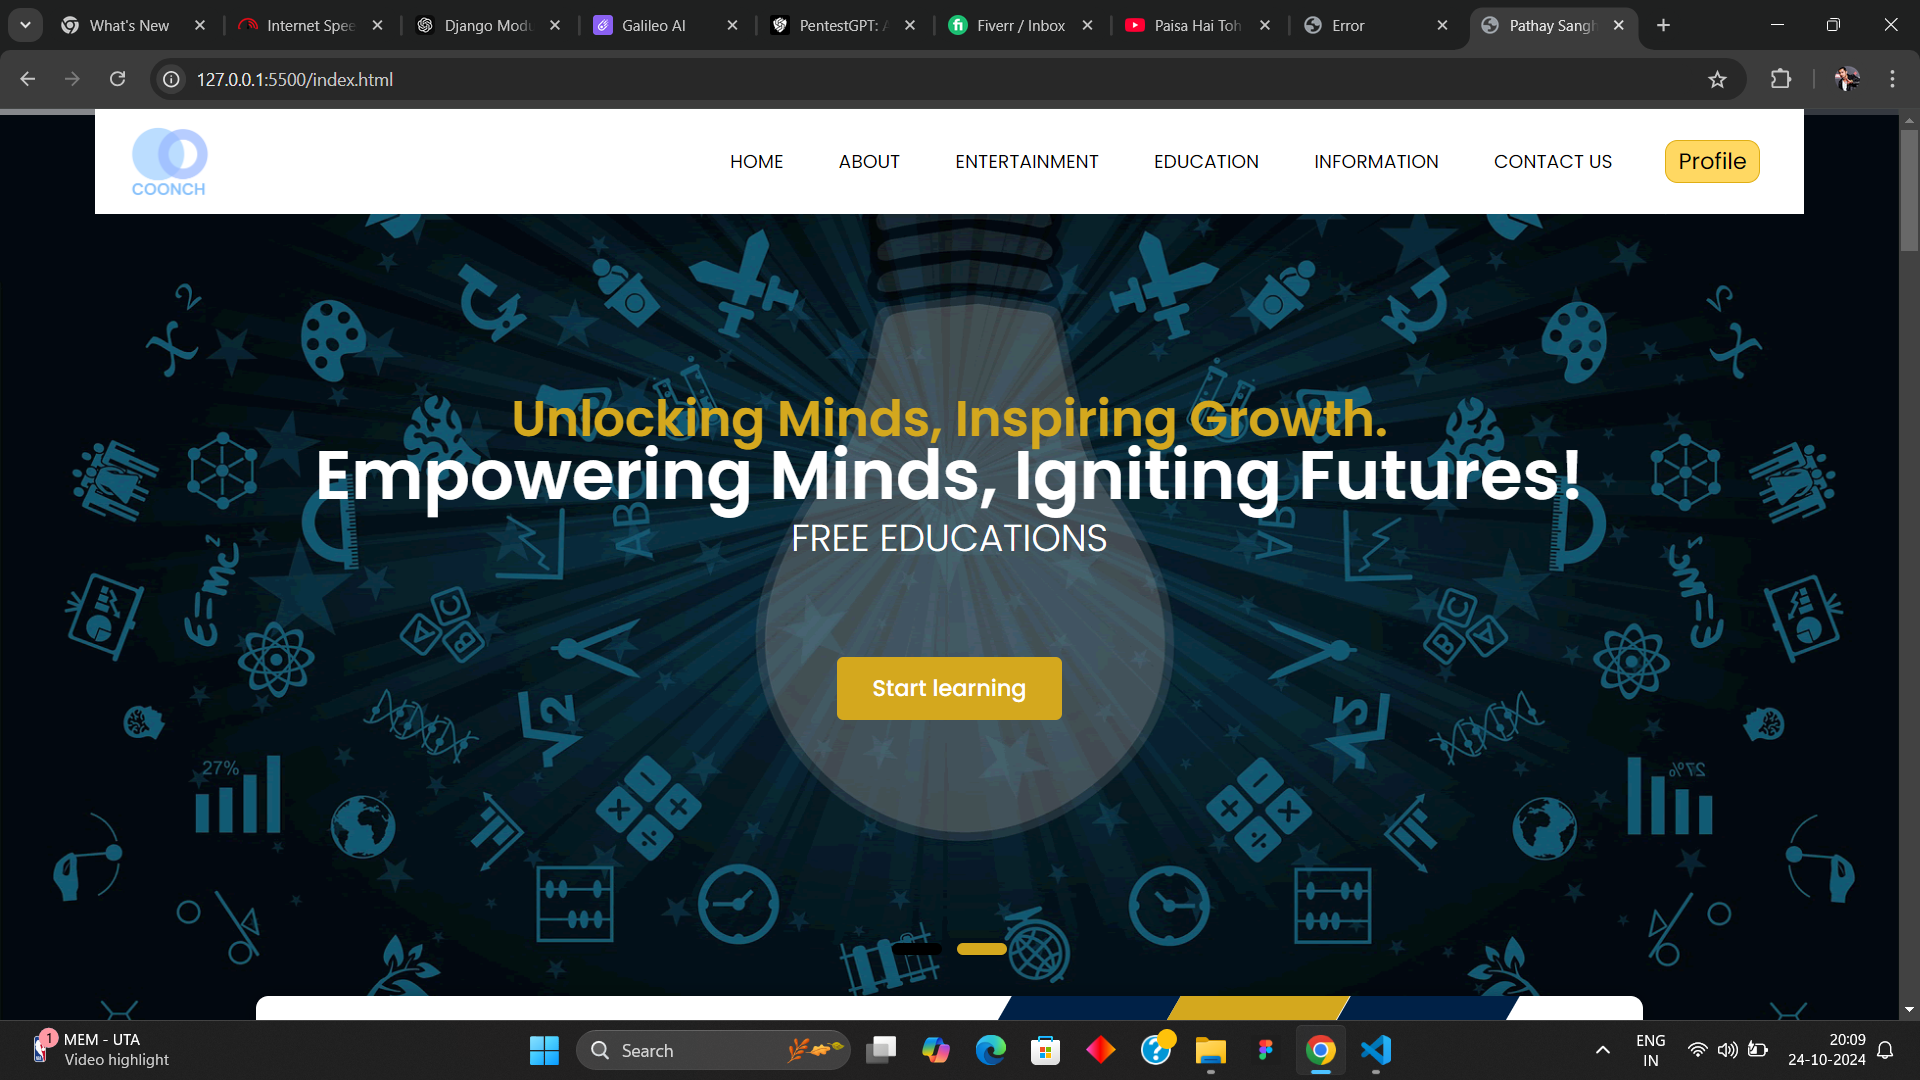 What's New
Internet Spee
Django Modu
Galileo AI
PentestGPT: A
Fiverr / Inbox
Paisa Hai Toh
Error
Pathay Sangh
127.0.0.1:5500/index.html
COONCH
HOME ABOUT ENTERTAINMENT EDUCATION INFORMATION CONTACT US Profile
Unlocking Minds, Inspiring Growth.
Empowering Minds, Igniting Futures!
FREE EDUCATIONS
Start learning
E=mc²
ABC
A B C
√2
27%
1
MEM - UTA
Video highlight
Search
ENG
IN
20:09
24-10-2024